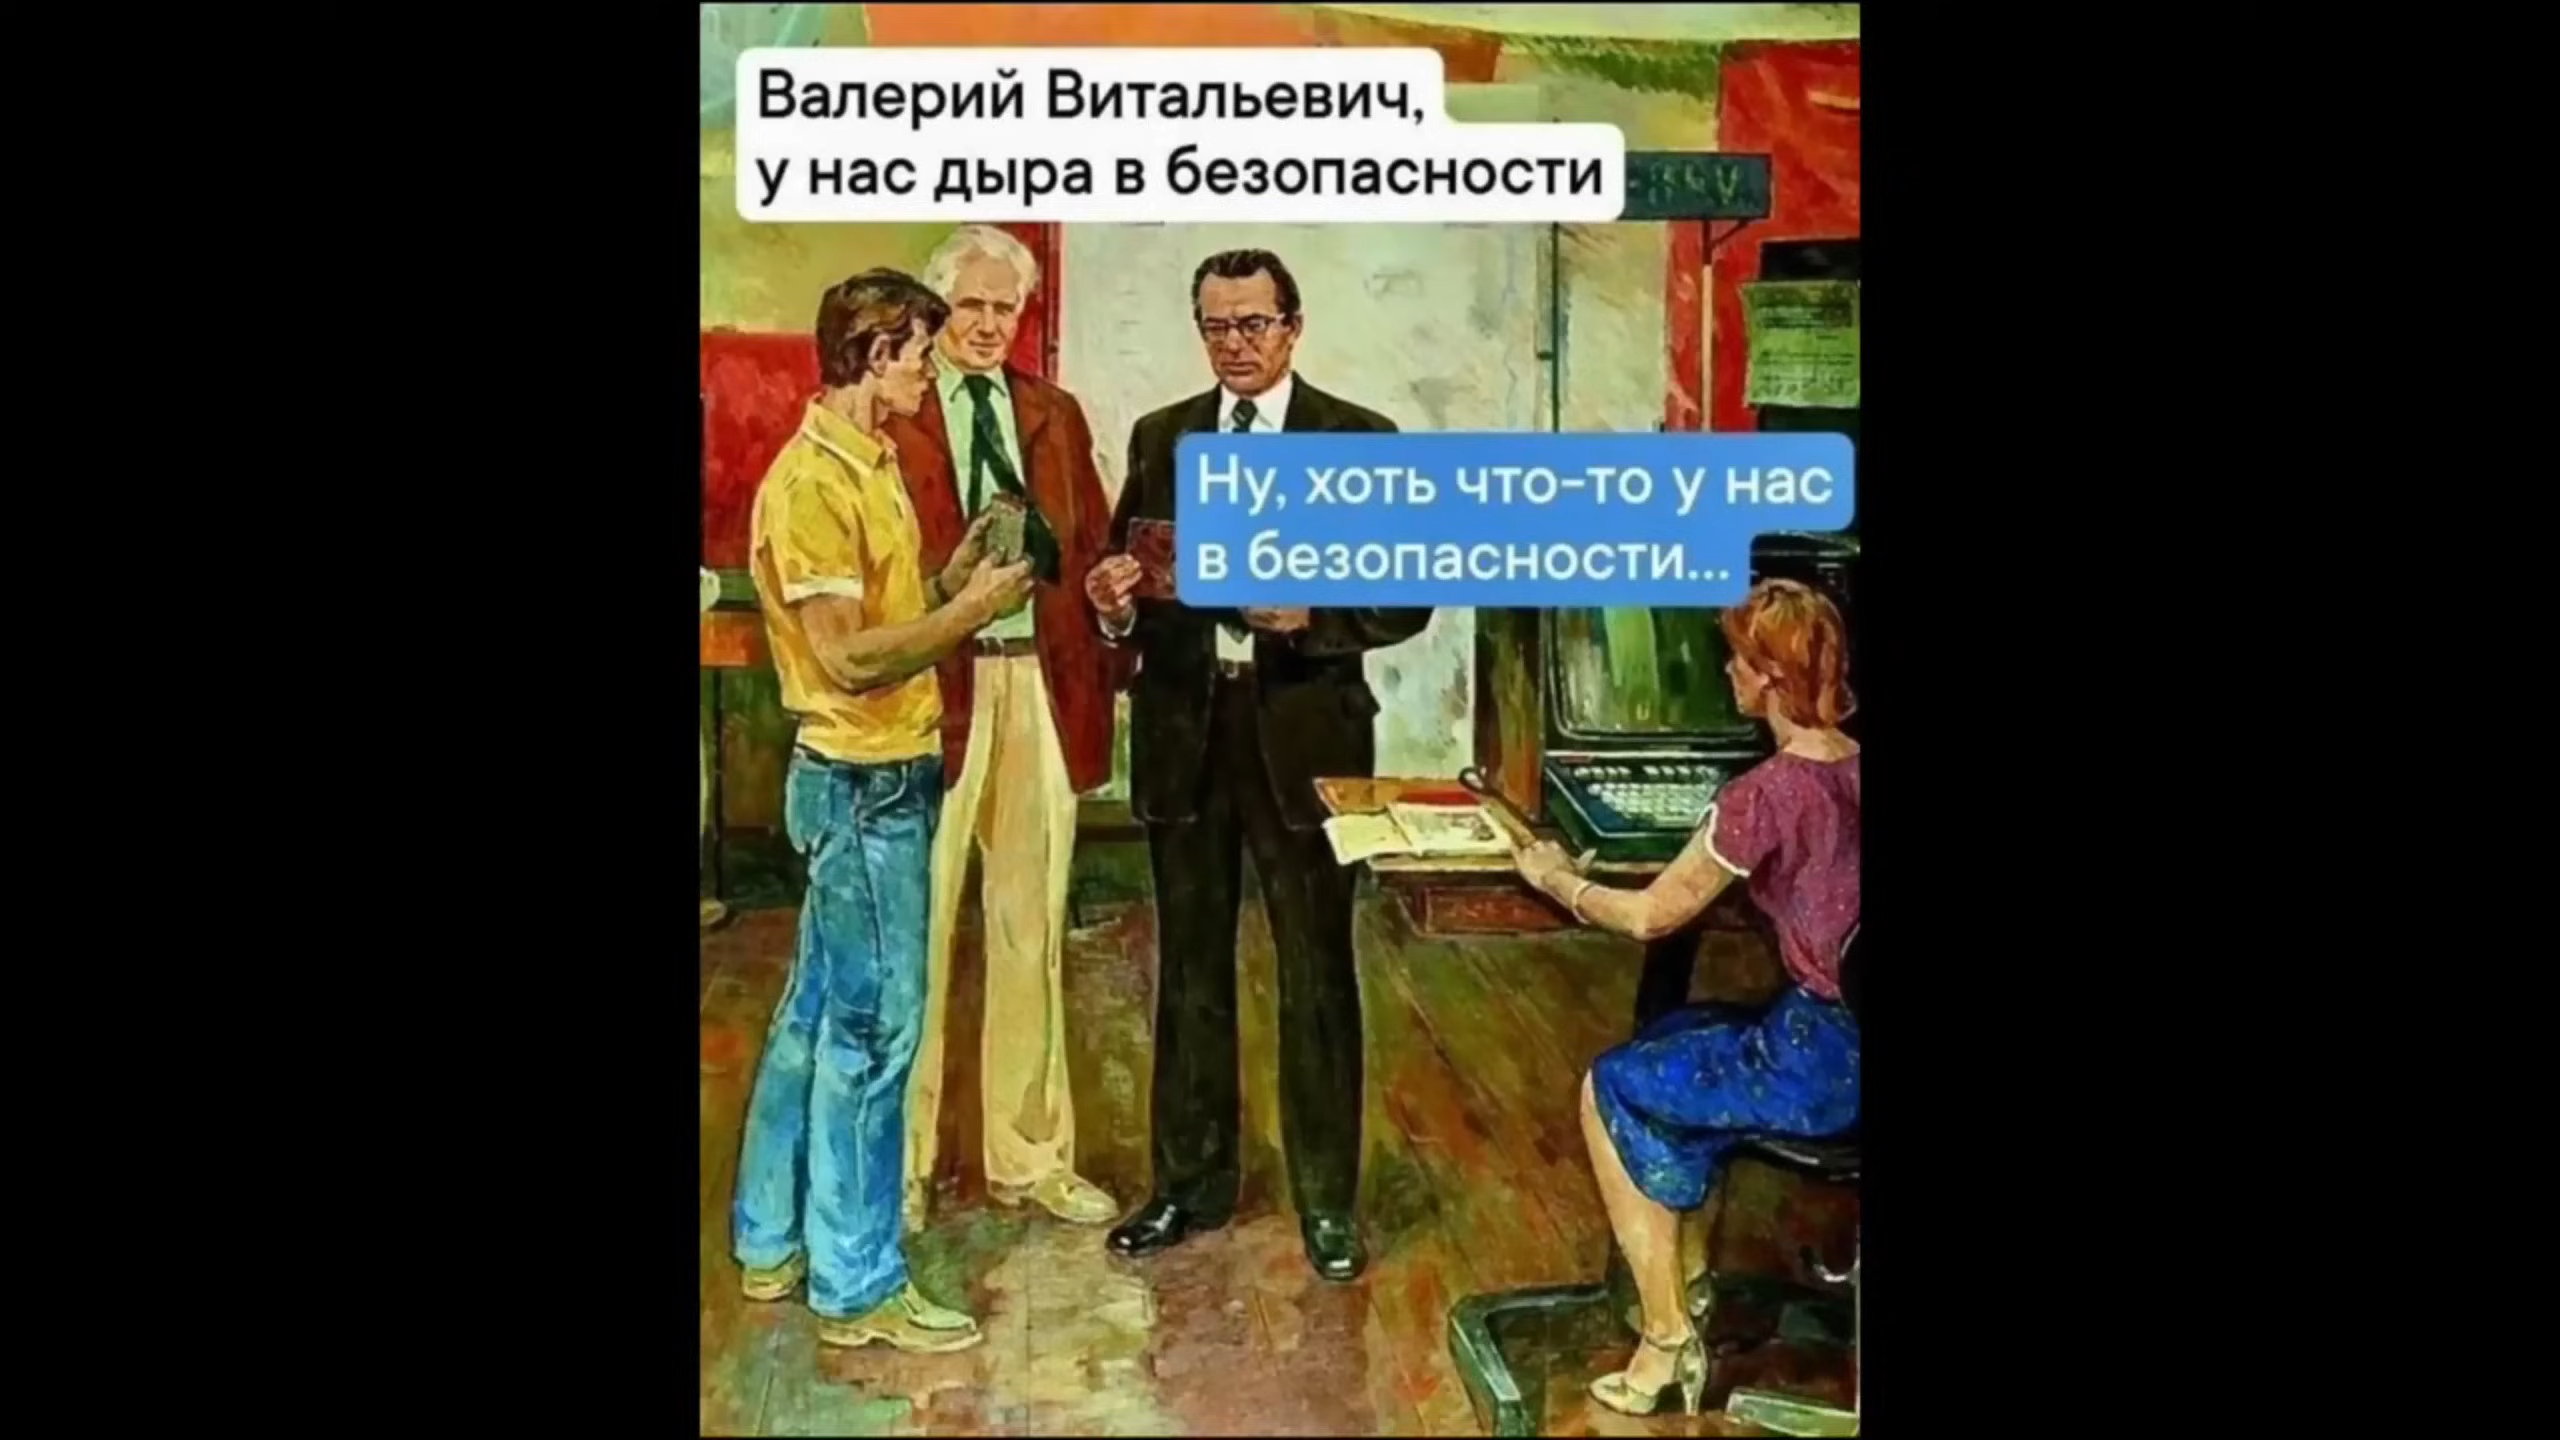 Валерий Витальевич,
у нас дыра в безопасности
Ну, хоть что-то у нас
в безопасности...